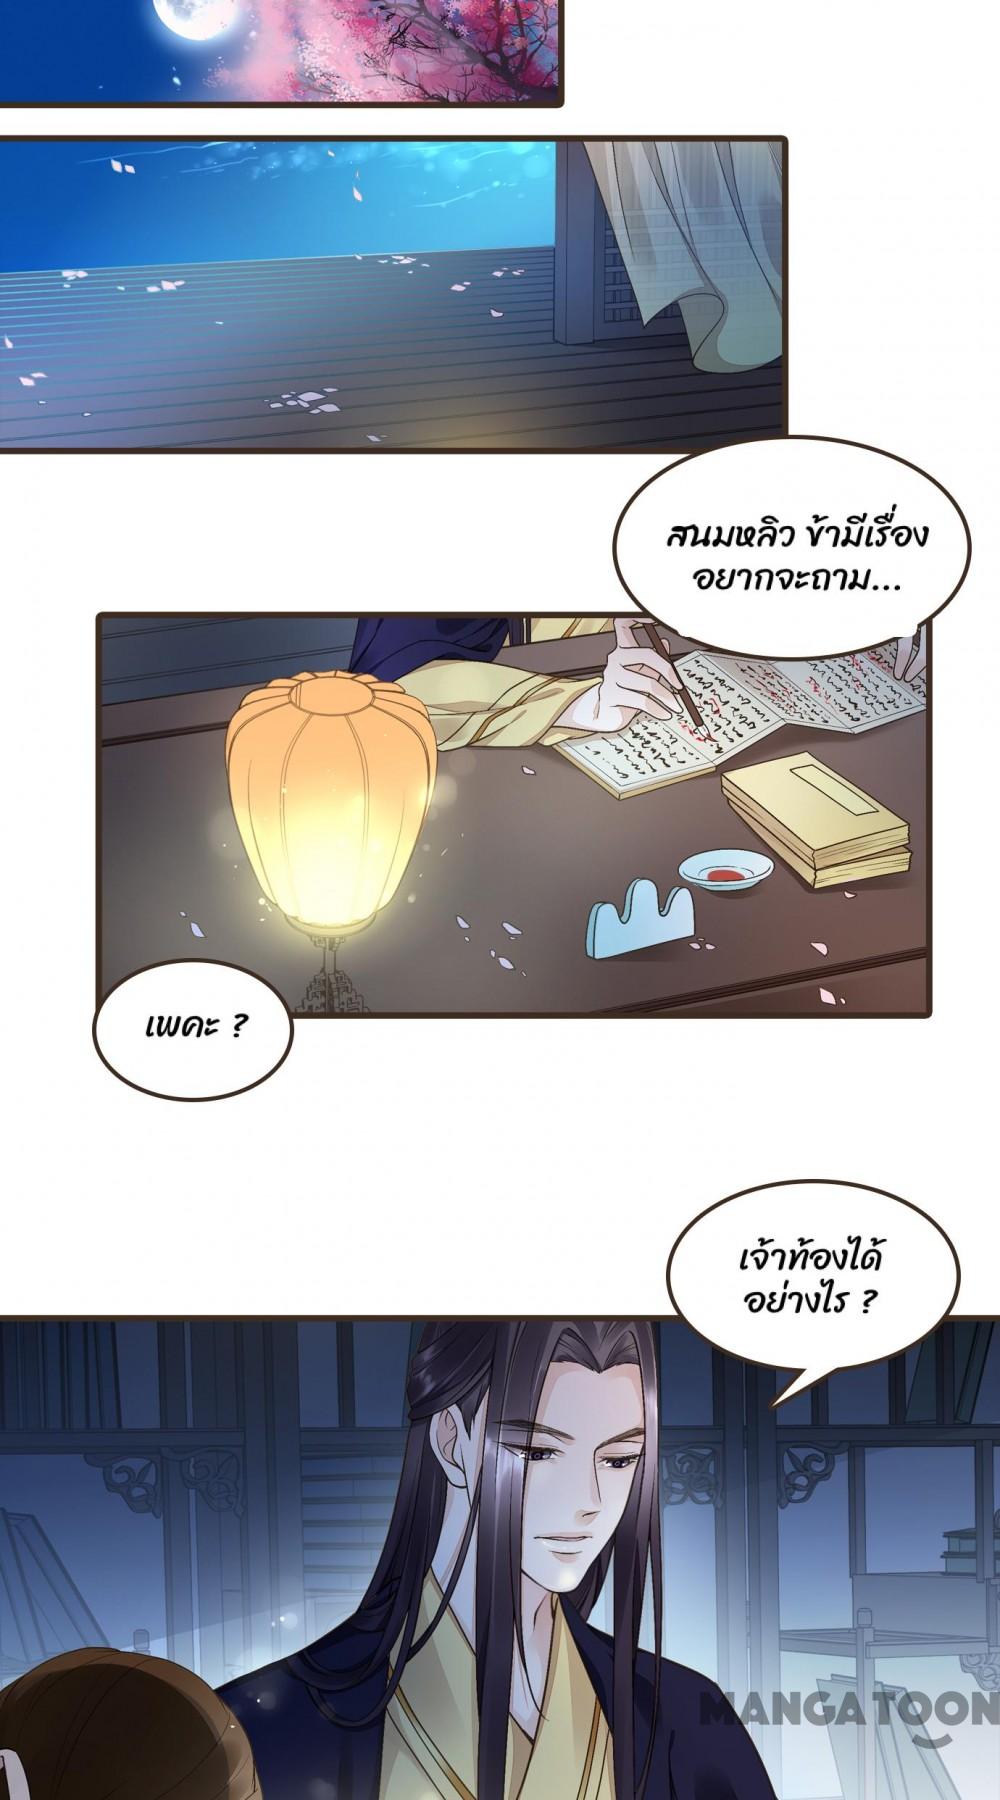 สนมหลิว ข้ามีเรื่อง
อยากจะถาม...
เพคะ ?
เจ้าท้องได้
อย่างไร ?
MANGATOON